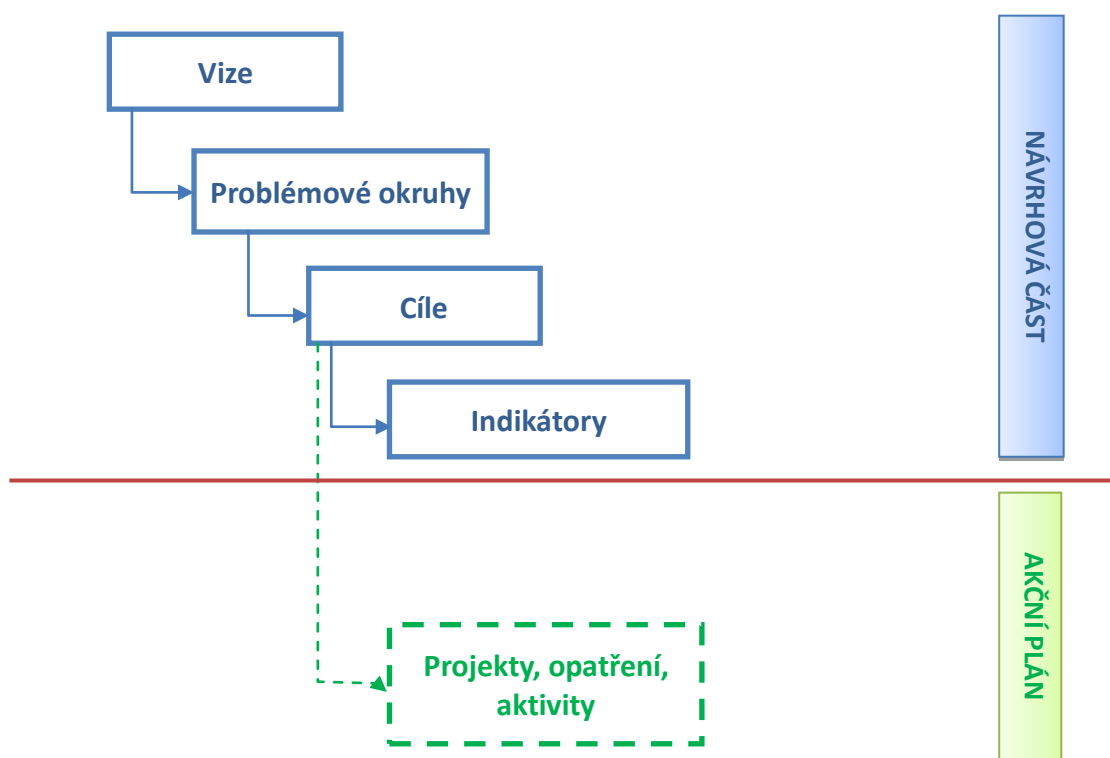 Vize
Problémové okruhy
Cíle
Indikátory
NÁVRHOVÁ ČÁST
Projekty, opatření,
aktivity
AKČNÍ PLÁN